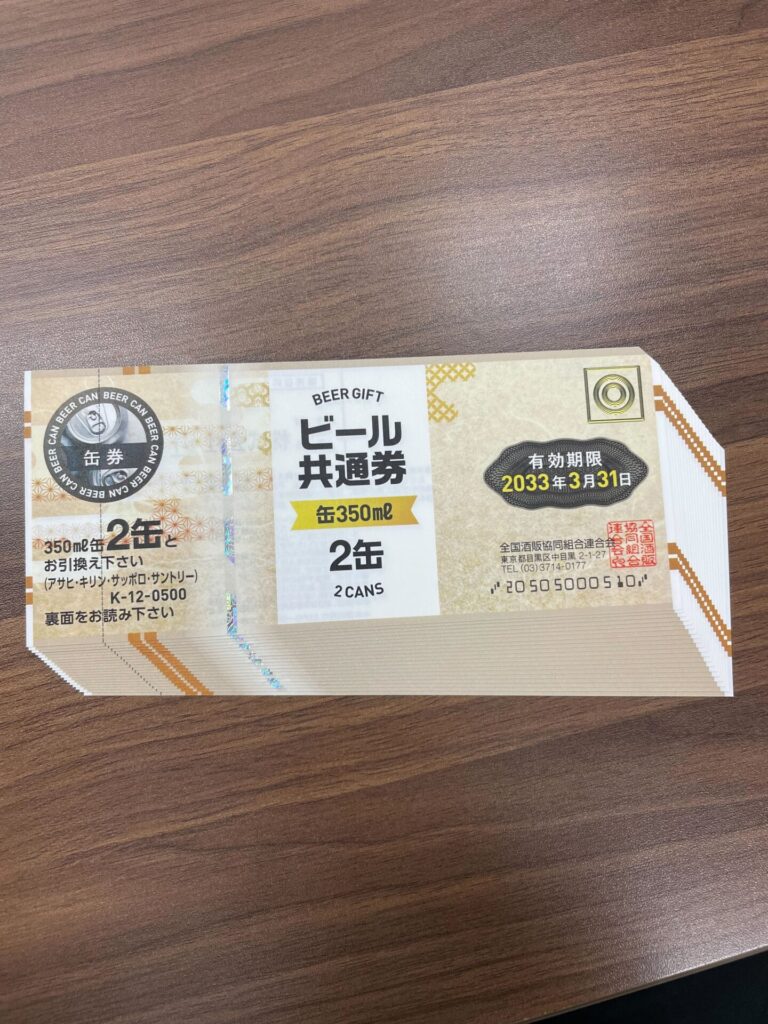 BEER CAN BEER CAN BEER CAN BEER CAN BEER CAN
缶券
350㎖缶2缶と
お引換え下さい
(アサヒ・キリン・サッポロ・サントリー)
K-12-0500
裏面をお読み下さい
BEER GIFT
ビール
共通券
缶350㎖
2缶
2 CANS
有効期限
2033年3月31日
全国酒販協同組合連合会
東京都目黒区中目黒 2-1-27
TEL (03) 3714-0177
205050005
全国酒販
協同組合
連合会